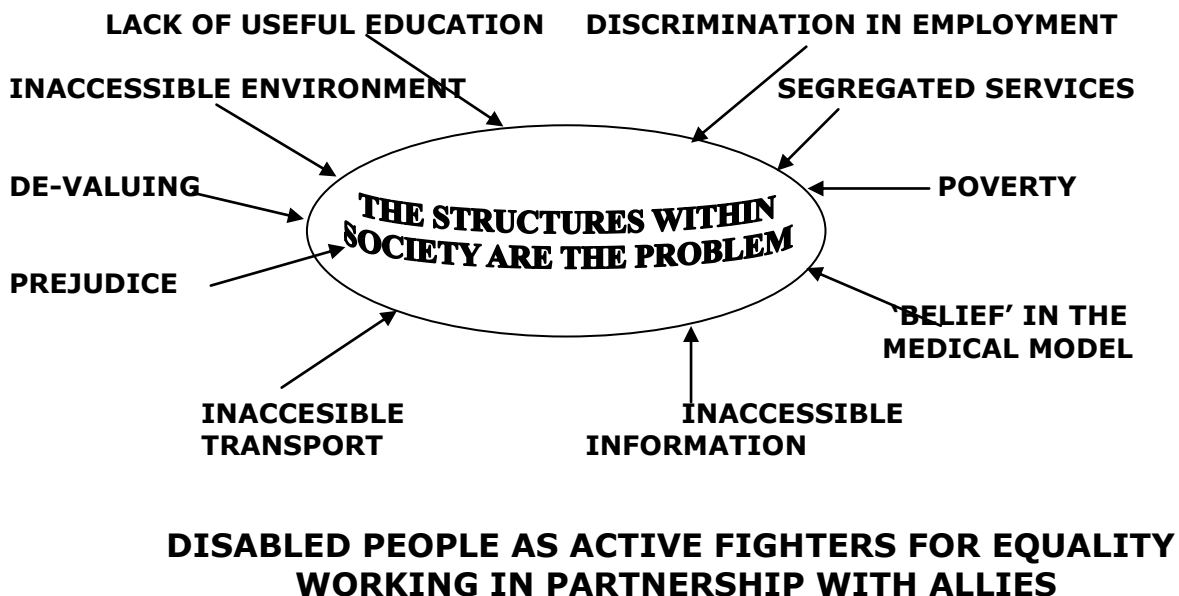 LACK OF USEFUL EDUCATION
DISCRIMINATION IN EMPLOYMENT
INACCESSIBLE ENVIRONMENT
SEGREGATED SERVICES
DE-VALUING
POVERTY
THE STRUCTURES WITHIN
SOCIETY ARE THE PROBLEM
PREJUDICE
‘BELIEF’ IN THE
MEDICAL MODEL
INACCESIBLE
TRANSPORT
INACCESSIBLE
INFORMATION
DISABLED PEOPLE AS ACTIVE FIGHTERS FOR EQUALITY
WORKING IN PARTNERSHIP WITH ALLIES